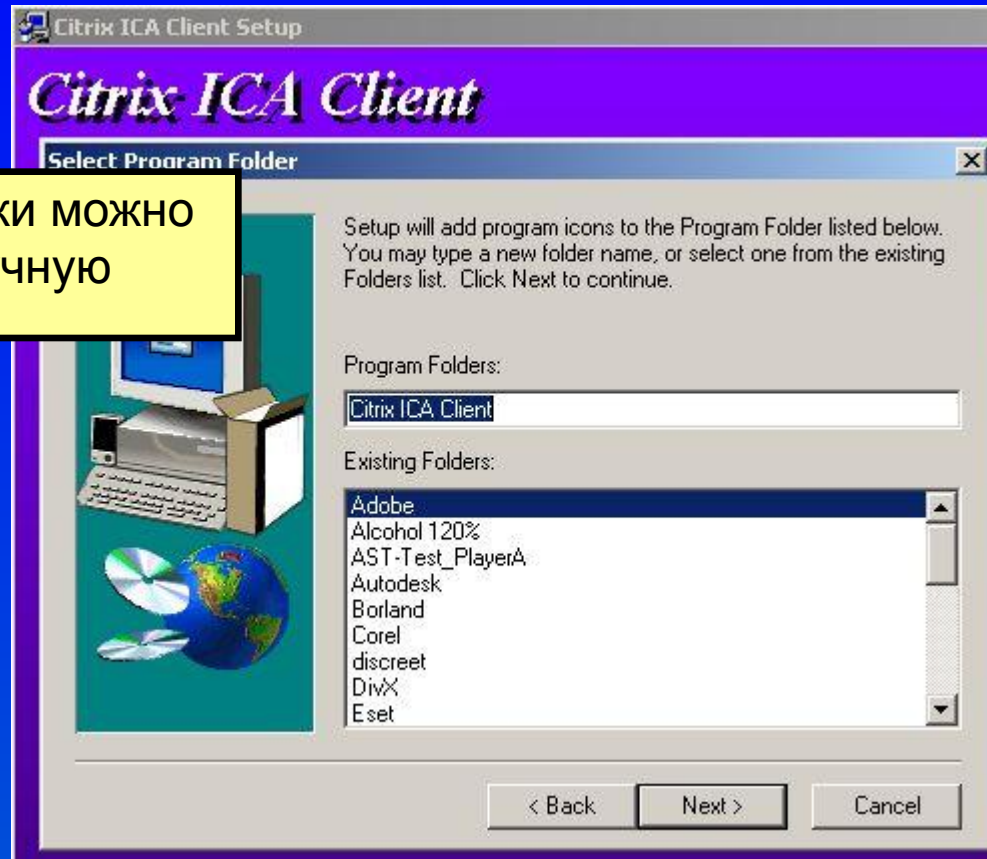 Citrix ICA Client Setup
Citrix ICA Client
Select Program Folder
можно
Setup will add program icons to the Program Folder listed below.
You may type a new folder name, or select one from the existing
Folders list. Click Next to continue.
Program Folders:
Citrix ICA Client
Existing Folders:
Adobe
Alcohol 120%
AST-Test_PlayerA
Autodesk
Borland
Corel
discreet
DivX
Eset
< Back
Next >
Cancel